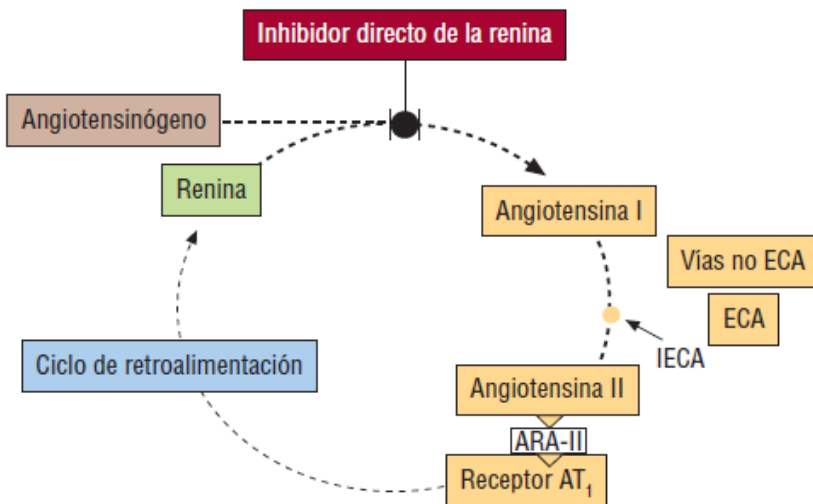 Inhibidor directo de la renina
Angiotensinógeno
Renina
Angiotensina I
Vías no ECA
ECA
IECA
Ciclo de retroalimentación
Angiotensina II
ARA-II
Receptor AT₁